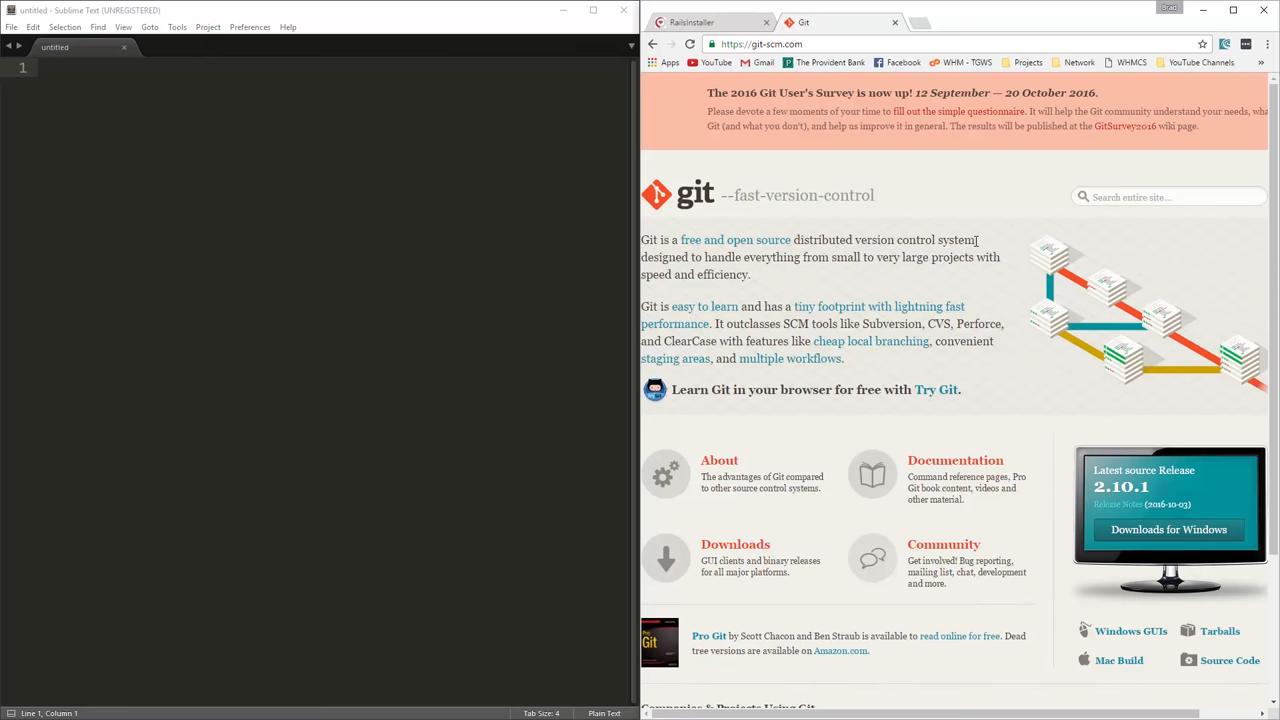 untitled - Sublime Text (UNREGISTERED)
File Edit Selection Find View Goto Tools Project Preferences Help
untitled
1
Line 1, Column 1
Tab Size: 4
Plain Text
RailsInstaller
Git
Brad
https://git-scm.com
Apps YouTube Gmail The Provident Bank Facebook WHM - TGWS Projects Network WHMCS YouTube Channels
The 2016 Git User's Survey is now up! 12 September — 20 October 2016.
Please devote a few moments of your time to fill out the simple questionnaire. It will help the Git community understand your needs, wha
Git (and what you don't), and help us improve it in general. The results will be published at the GitSurvey2016 wiki page.
git --fast-version-control
Search entire site...
Git is a free and open source distributed version control system
designed to handle everything from small to very large projects with
speed and efficiency.
Git is easy to learn and has a tiny footprint with lightning fast
performance. It outclasses SCM tools like Subversion, CVS, Perforce,
and ClearCase with features like cheap local branching, convenient
staging areas, and multiple workflows.
Learn Git in your browser for free with Try Git.
About
The advantages of Git compared
to other source control systems.
Documentation
Command reference pages, Pro
Git book content, videos and
other material.
Downloads
GUI clients and binary releases
for all major platforms.
Community
Get involved! Bug reporting,
mailing list, chat, development
and more.
Latest source Release
2.10.1
Release Notes (2016-10-03)
Downloads for Windows
Windows GUIs
Tarballs
Mac Build
Source Code
Pro Git
Pro Git by Scott Chacon and Ben Straub is available to read online for free. Dead
tree versions are available on Amazon.com.
Companies & Projects Using Git